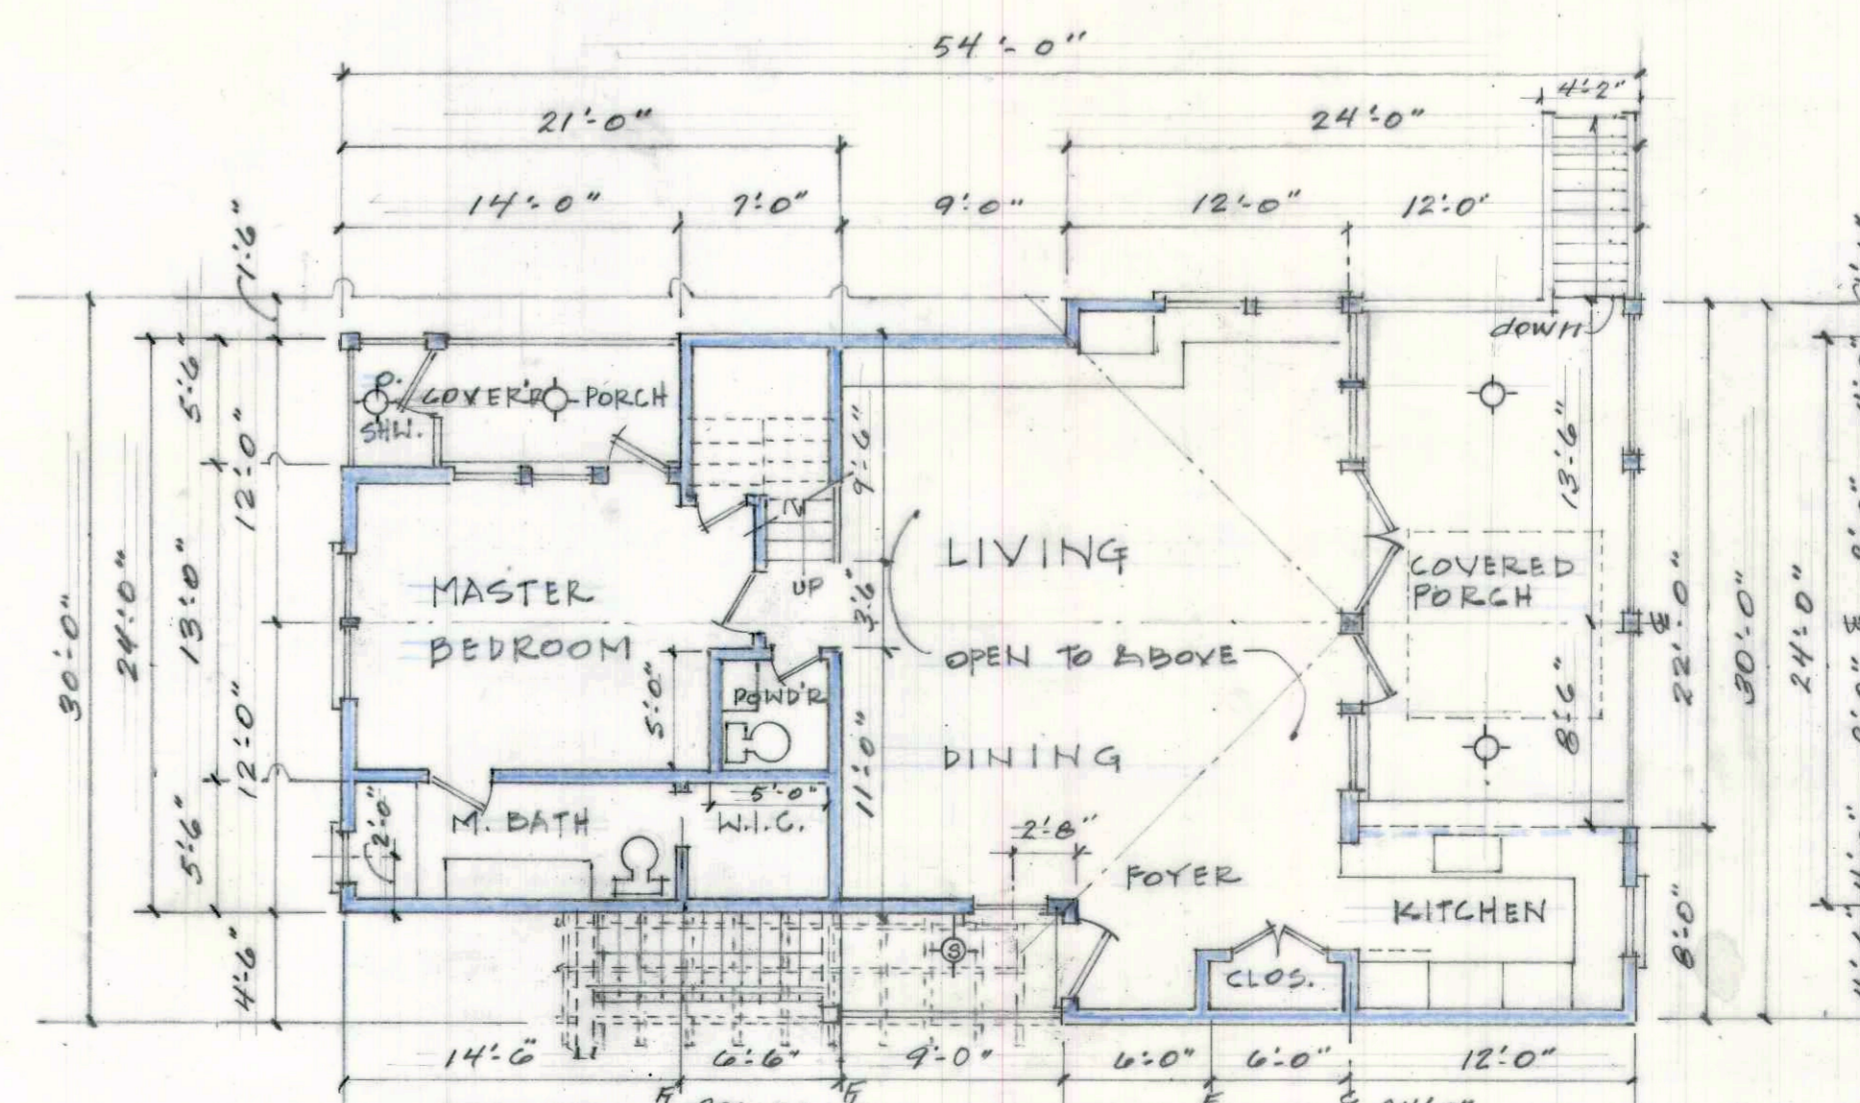 54'-0"
4'-2"
21'-0"
24'-0"
14'-0"
7'-0"
9'-0"
12'-0"
12'-0"
1'-6"
DOWN
5'-6"
12'-0"
O.
SHW.
COVER'D PORCH
9'-6"
13'-6"
30'-0"
24'-0"
13'-0"
MASTER
BEDROOM
UP
3'-6"
LIVING
OPEN TO ABOVE
COVERED
PORCH
22'-0"
30'-0"
24'-0"
5'-0"
POWD'R
12'-0"
11'-0"
DINING
8'-6"
5'-6"
2'-0"
M. BATH
5'-0"
W.I.C.
2'-8"
FOYER
KITCHEN
8'-0"
4'-6"
S
CLOS.
14'-6"
6'-6"
9'-0"
6'-0"
6'-0"
12'-0"